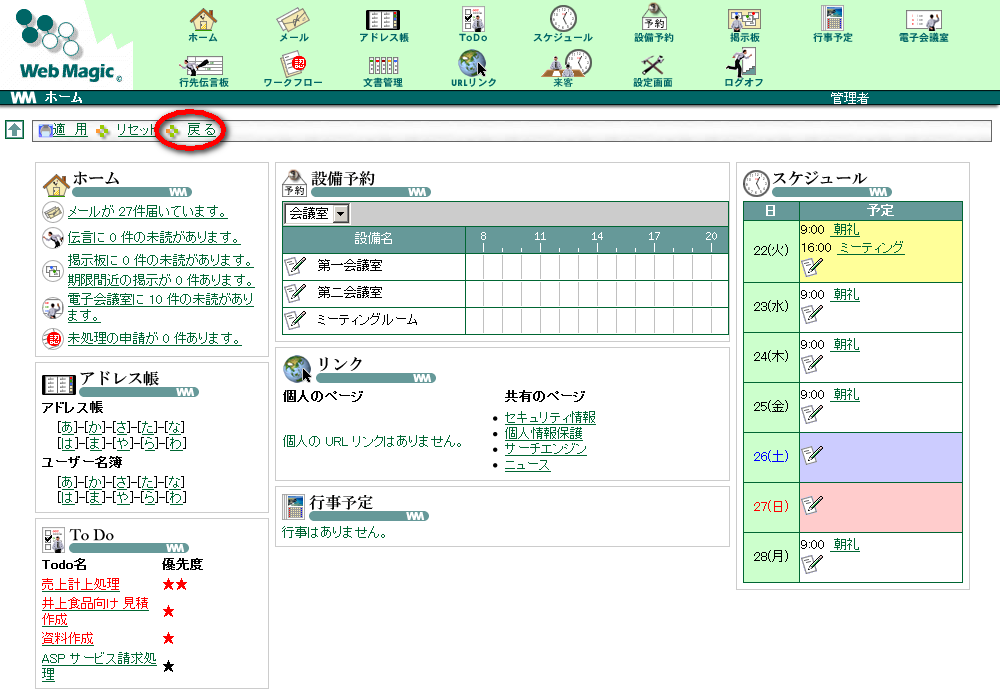 Web Magic。
ホーム
メール
アドレス帳
ToDo
スケジュール
設備予約
掲示板
行事予定
電子会議室
行先伝言板
ワークフロー
文書管理
URLリンク
来客
設定画面
ログオフ
WM ホーム
管理者
適 用 リセット 戻る
ホーム
WM
メールが 27件届いています。
伝言に 0 件の未読があります。
掲示板に 0 件の未読があります。
期限間近の掲示が 0 件あります。
電子会議室に 10 件の未読があり
ます。
未処理の申請が 0 件あります。
アドレス帳
WM
アドレス帳
[あ]-[か]-[さ]-[た]-[な]
[は]-[ま]-[や]-[ら]-[わ]
ユーザー名簿
[あ]-[か]-[さ]-[た]-[な]
[は]-[ま]-[や]-[ら]-[わ]
To Do
WM
Todo名 優先度
売上計上処理 ★★
井上食品向け 見積
作成 ★
資料作成 ★
ASP サービス請求処
理 ★
予約 設備予約
WM
会議室
設備名 8 11 14 17 20
第一会議室
第二会議室
ミーティングルーム
リンク
WM
個人のページ
個人の URL リンクはありません。
共有のページ
• セキュリティ情報
• 個人情報保護
• サーチエンジン
• ニュース
行事予定
WM
行事はありません。
スケジュール
WM
日 予定
22(火) 9:00 朝礼
16:00 ミーティング
23(水) 9:00 朝礼
24(木) 9:00 朝礼
25(金) 9:00 朝礼
26(土)
27(日)
28(月) 9:00 朝礼